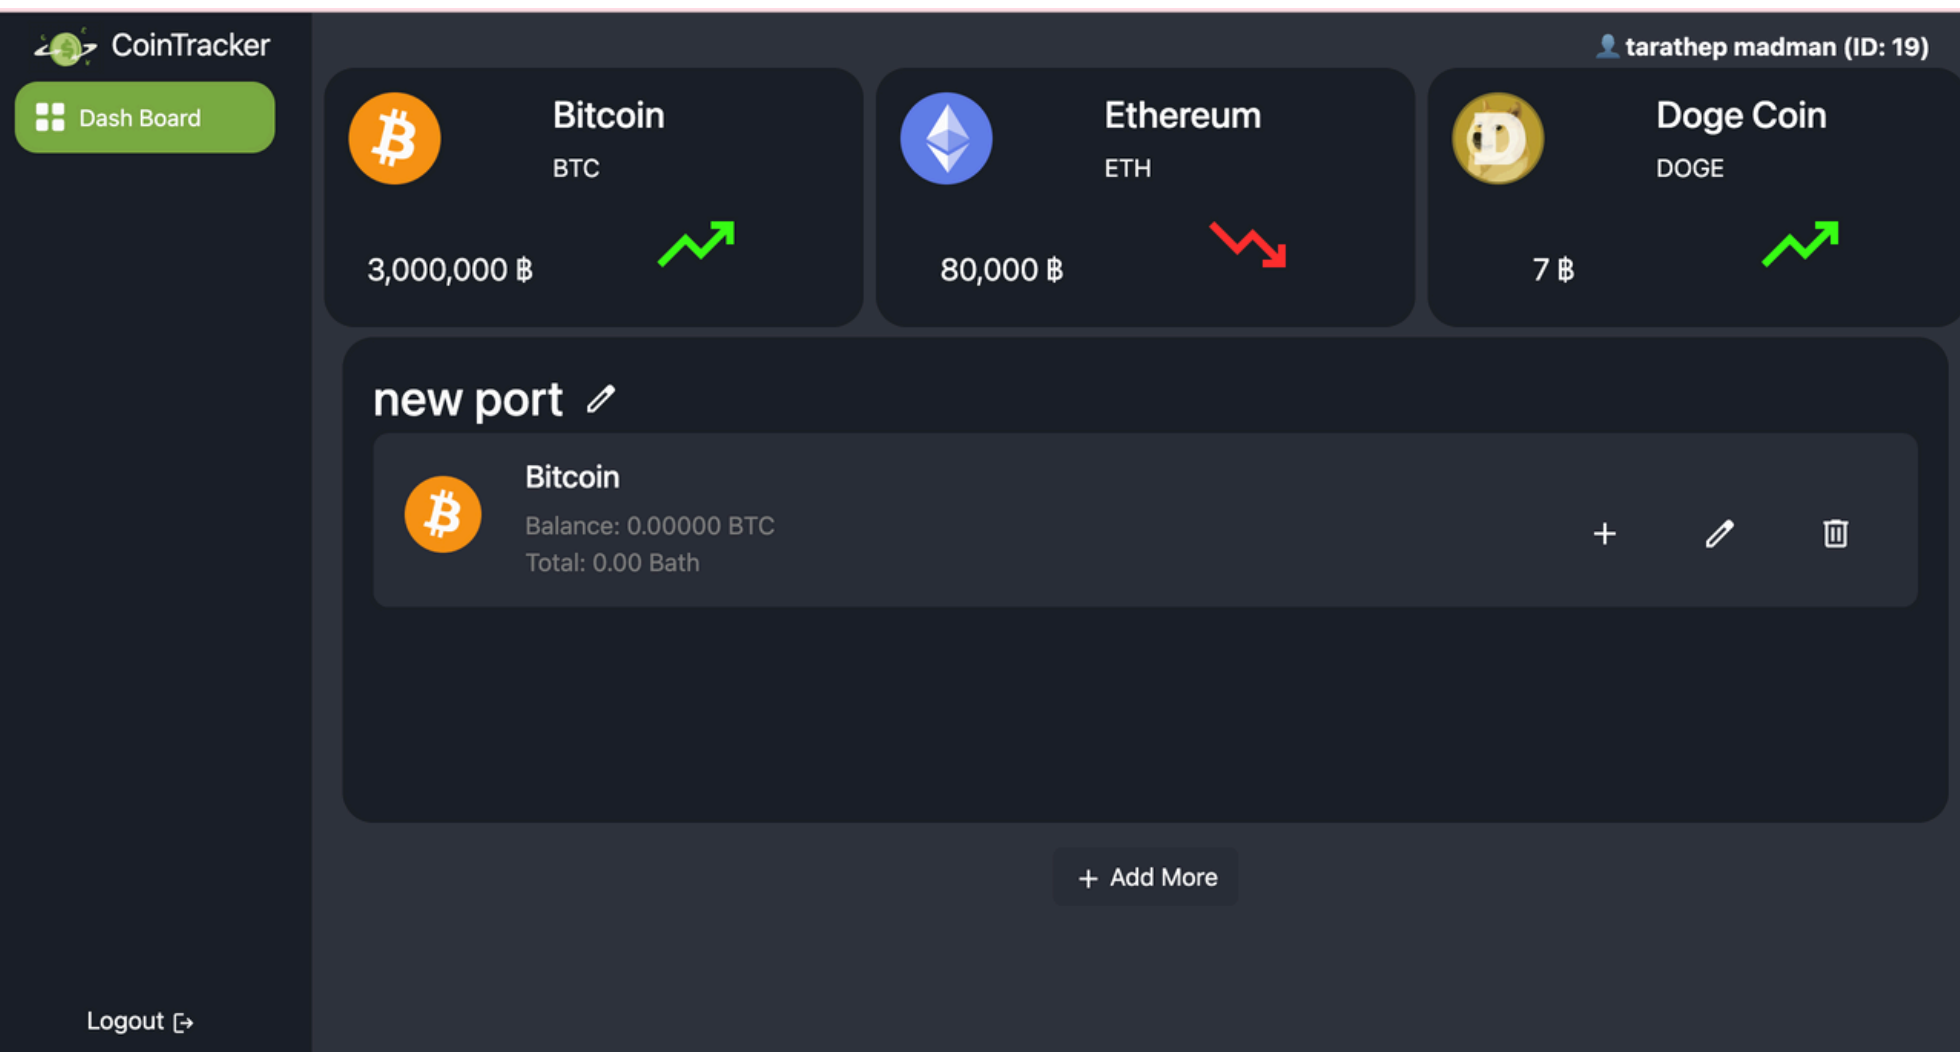 CoinTracker
tarathep madman (ID: 19)
Dash Board
Bitcoin
BTC
3,000,000 ฿
Ethereum
ETH
80,000 ฿
Doge Coin
DOGE
7 ฿
new port
Bitcoin
Balance: 0.00000 BTC
Total: 0.00 Bath
+ Add More
Logout